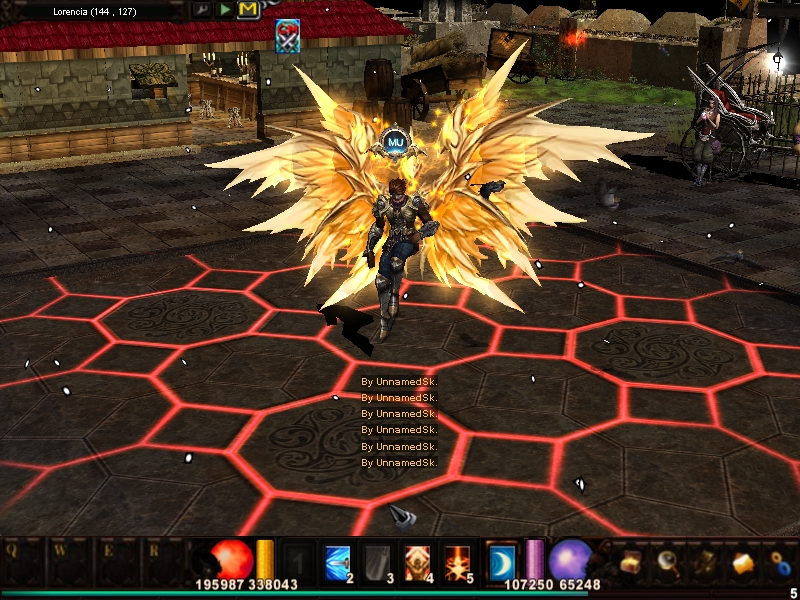 Lorencia (144 , 127)
M
MU
By UnnamedSk.
By UnnamedSk.
By UnnamedSk.
By UnnamedSk.
By UnnamedSk.
By UnnamedSk.
Q W E R 1 2 3 4 5
195987 338043 107250 65248
5